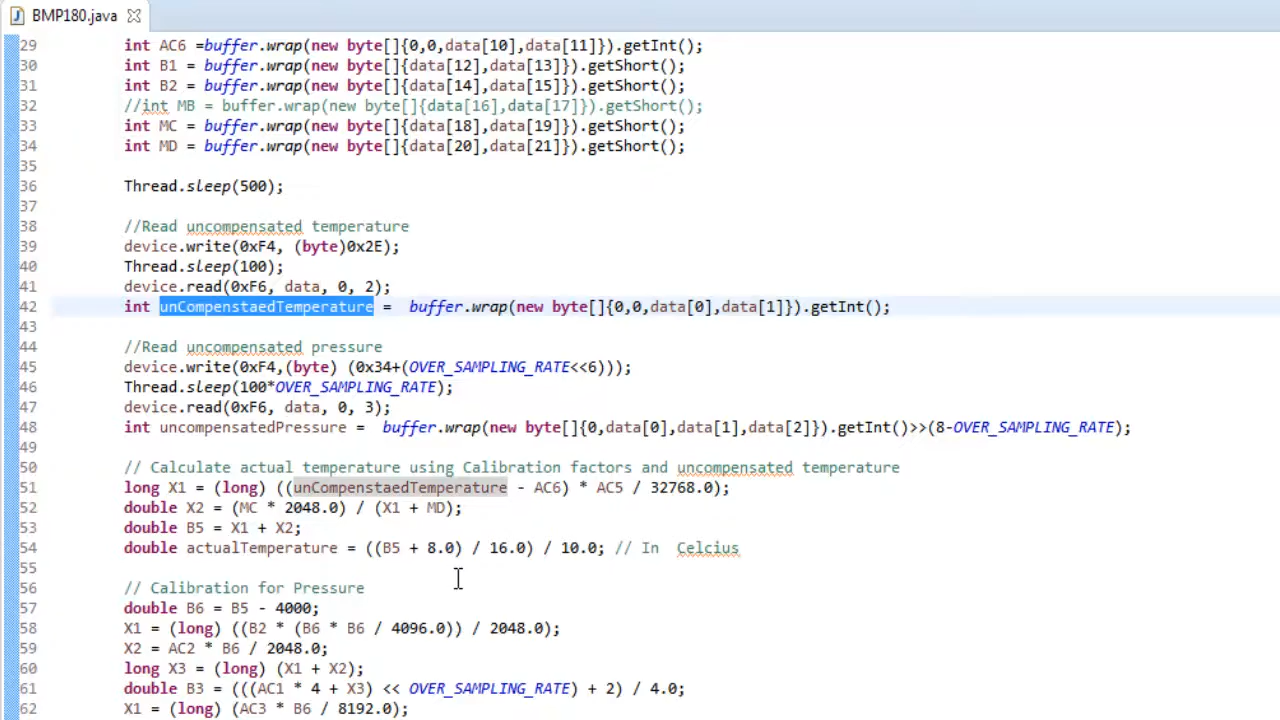 BMP180.java
29 int AC6 =buffer.wrap(new byte[]{0,0,data[10],data[11]}).getInt();
30 int B1 = buffer.wrap(new byte[]{data[12],data[13]}).getShort();
31 int B2 = buffer.wrap(new byte[]{data[14],data[15]}).getShort();
32 //int MB = buffer.wrap(new byte[]{data[16],data[17]}).getShort();
33 int MC = buffer.wrap(new byte[]{data[18],data[19]}).getShort();
34 int MD = buffer.wrap(new byte[]{data[20],data[21]}).getShort();
35
36 Thread.sleep(500);
37
38 //Read uncompensated temperature
39 device.write(0xF4, (byte)0x2E);
40 Thread.sleep(100);
41 device.read(0xF6, data, 0, 2);
42 int unCompenstaedTemperature =  buffer.wrap(new byte[]{0,0,data[0],data[1]}).getInt();
43
44 //Read uncompensated pressure
45 device.write(0xF4,(byte) (0x34+(OVER_SAMPLING_RATE<<6)));
46 Thread.sleep(100*OVER_SAMPLING_RATE);
47 device.read(0xF6, data, 0, 3);
48 int uncompensatedPressure =  buffer.wrap(new byte[]{0,data[0],data[1],data[2]}).getInt()>>(8-OVER_SAMPLING_RATE);
49
50 // Calculate actual temperature using Calibration factors and uncompensated temperature
51 long X1 = (long) ((unCompenstaedTemperature - AC6) * AC5 / 32768.0);
52 double X2 = (MC * 2048.0) / (X1 + MD);
53 double B5 = X1 + X2;
54 double actualTemperature = ((B5 + 8.0) / 16.0) / 10.0; // In  Celcius
55
56 // Calibration for Pressure
57 double B6 = B5 - 4000;
58 X1 = (long) ((B2 * (B6 * B6 / 4096.0)) / 2048.0);
59 X2 = AC2 * B6 / 2048.0;
60 long X3 = (long) (X1 + X2);
61 double B3 = (((AC1 * 4 + X3) << OVER_SAMPLING_RATE) + 2) / 4.0;
62 X1 = (long) (AC3 * B6 / 8192.0);